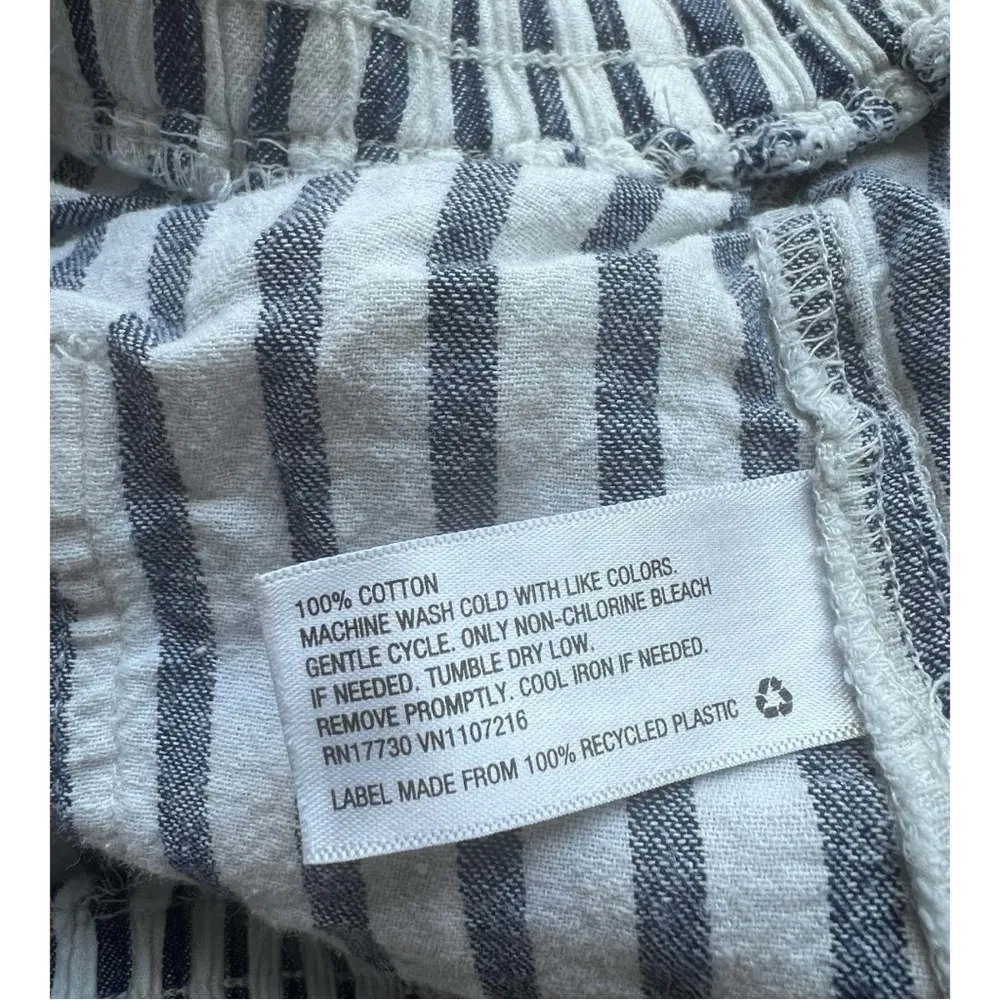 100% COTTON
MACHINE WASH COLD WITH LIKE COLORS.
GENTLE CYCLE. ONLY NON-CHLORINE BLEACH
IF NEEDED. TUMBLE DRY LOW.
REMOVE PROMPTLY. COOL IRON IF NEEDED.
RN17730 VN1107216
LABEL MADE FROM 100% RECYCLED PLASTIC